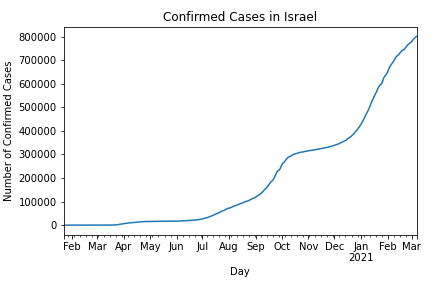 Confirmed Cases in Israel
Number of Confirmed Cases
800000
700000
600000
500000
400000
300000
200000
100000
0
Feb Mar Apr May Jun Jul Aug Sep Oct Nov Dec Jan Feb Mar
2021
Day